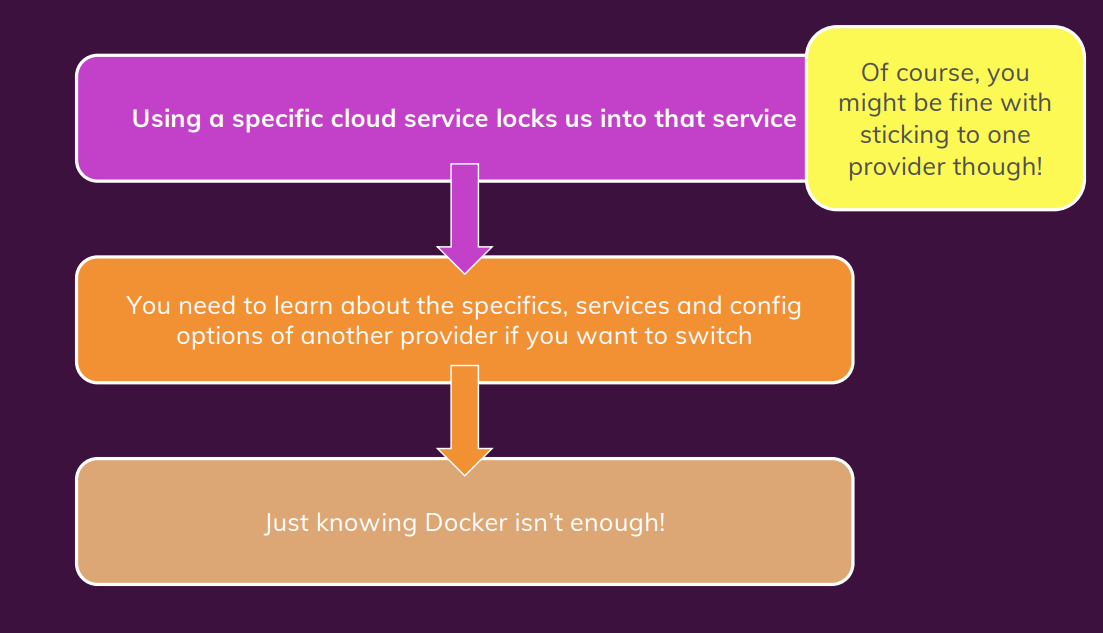 Using a specific cloud service locks us into that service
Of course, you
might be fine with
sticking to one
provider though!
You need to learn about the specifics, services and config
options of another provider if you want to switch
Just knowing Docker isn’t enough!